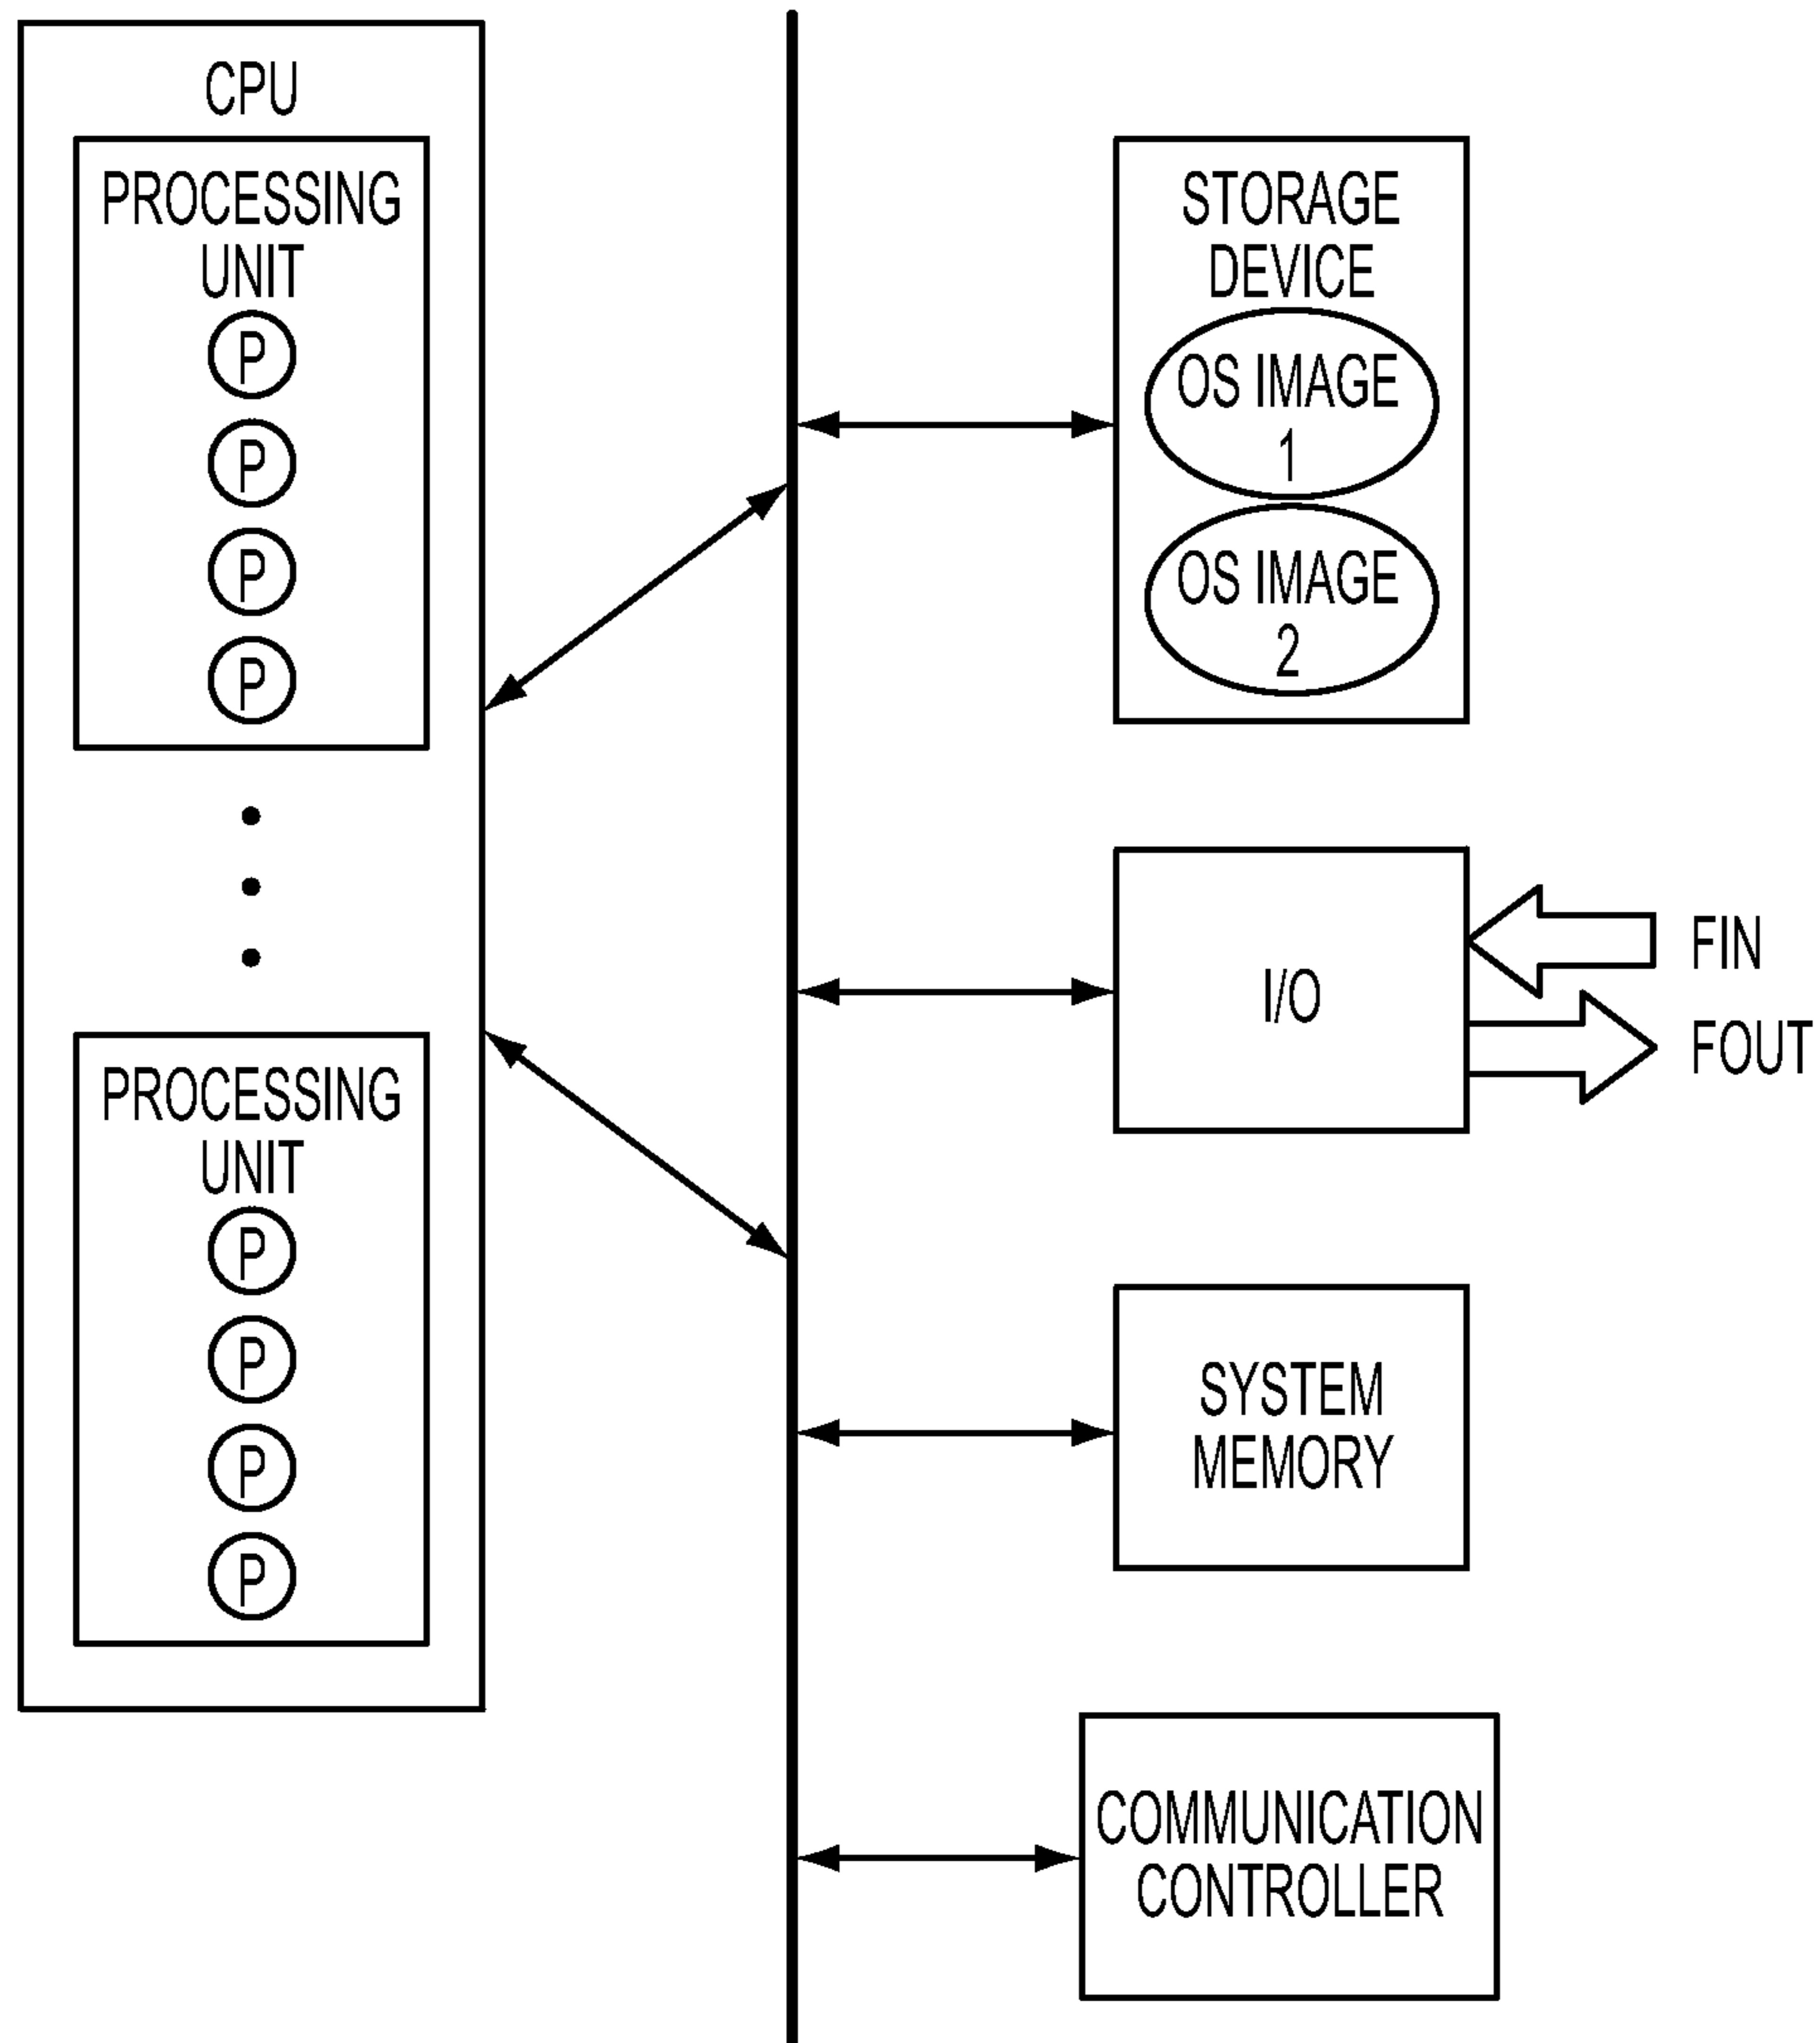 CPU
PROCESSING
UNIT
P
P
P
P
PROCESSING
UNIT
P
P
P
P
STORAGE
DEVICE
OS IMAGE
1
OS IMAGE
2
I/O
FIN
FOUT
SYSTEM
MEMORY
COMMUNICATION
CONTROLLER